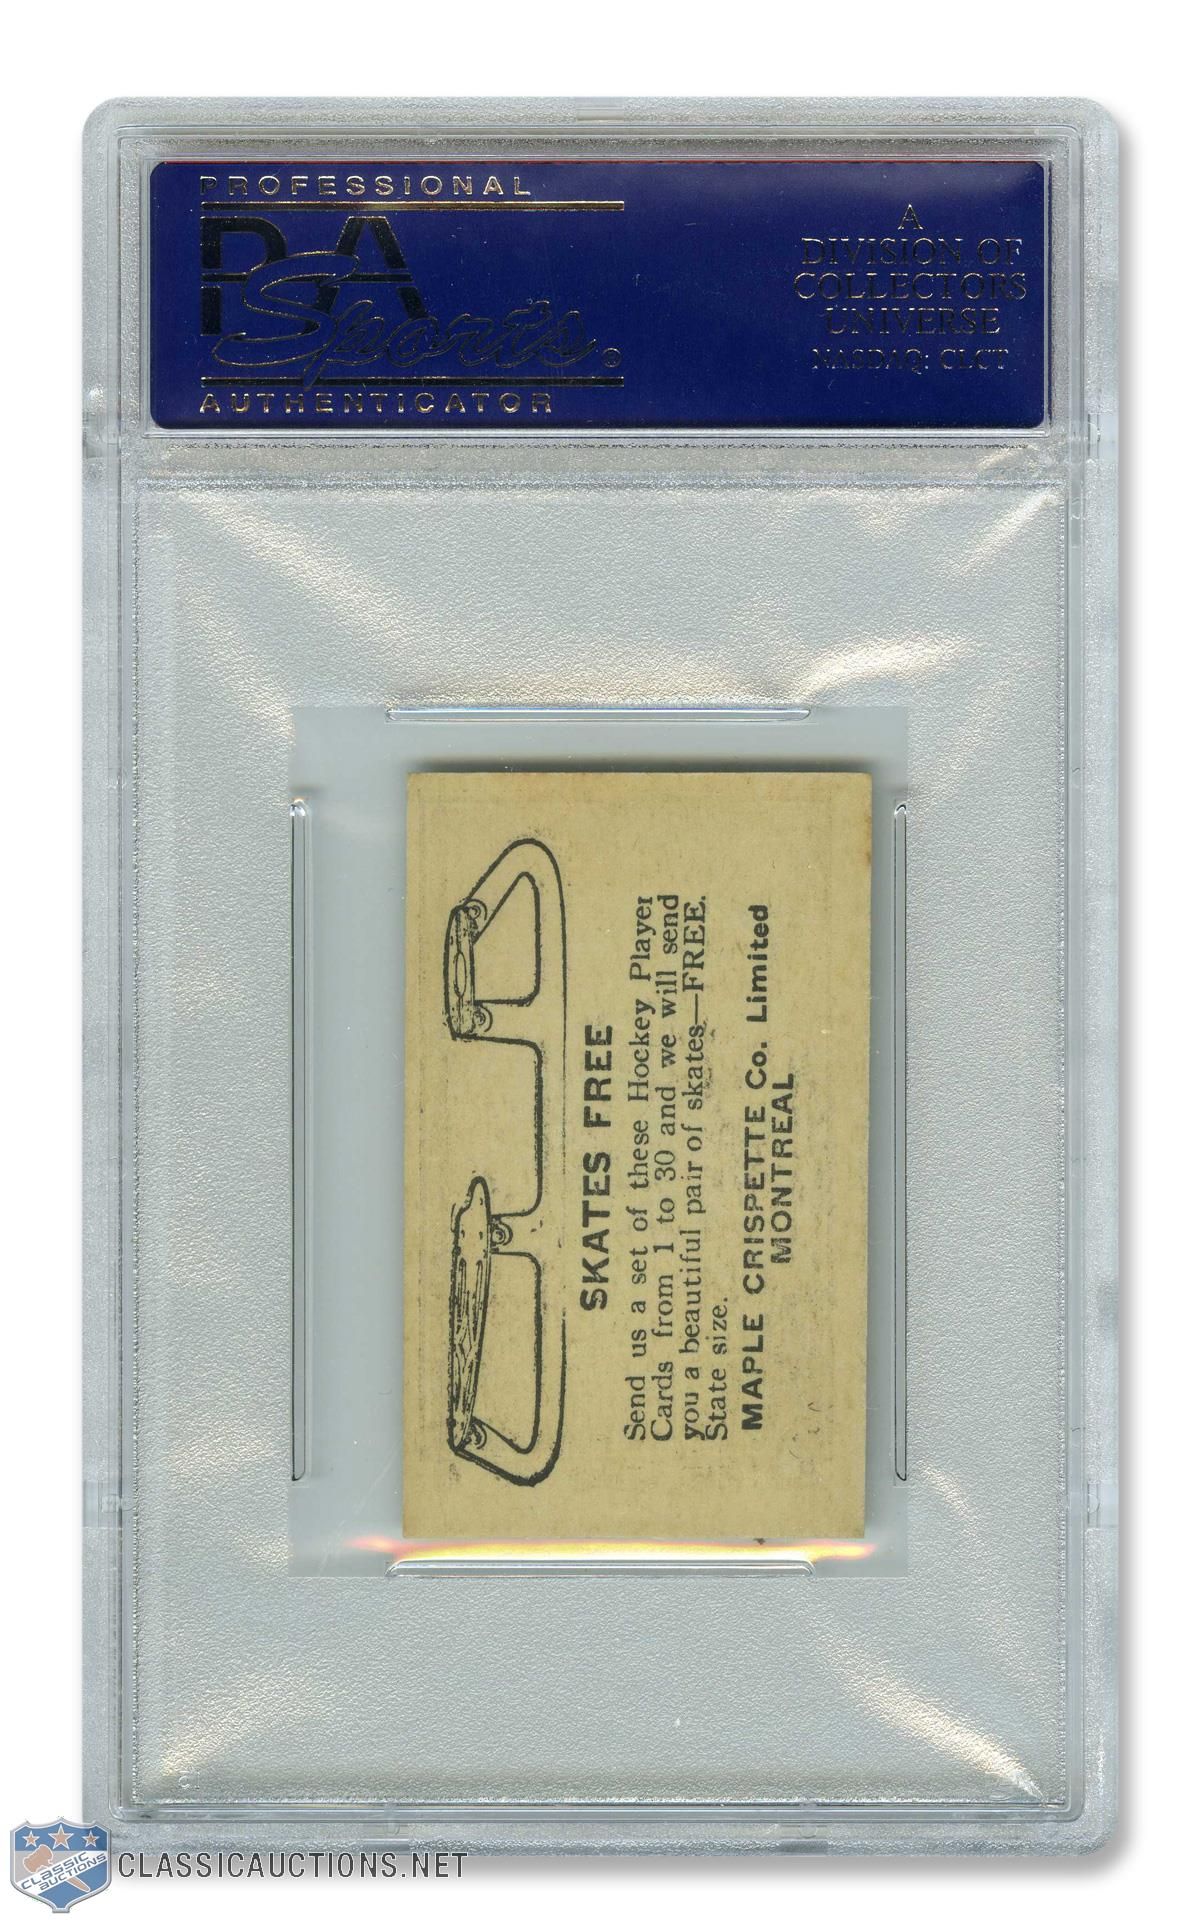 PROFESSIONAL
PSA
Sports®
AUTHENTICATOR
A
DIVISION OF
COLLECTORS
UNIVERSE
NASDAQ: CLCT
SKATES FREE
Send us a set of these Hockey Player
Cards from 1 to 30 and we will send
you a beautiful pair of skates—FREE.
State size.
MAPLE CRISPETTE Co. Limited
MONTREAL
CLASSIC
AUCTIONS
CLASSICAUCTIONS.NET